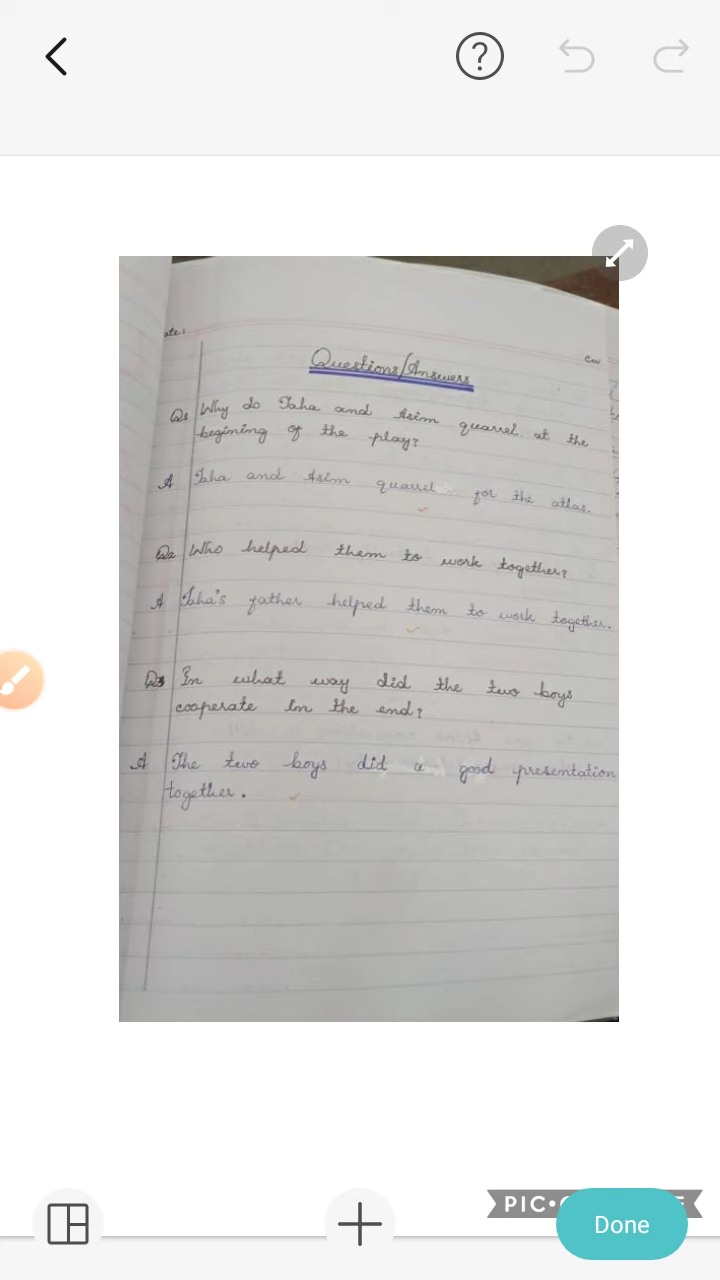 ate:
Questions/Answers
Q1 Why do Taha and Asim quarrel at the
begining of the play?
A Taha and Asim quarrel for the atlas.
Q2 Who helped them to work together?
A Taha's father helped them to work together.
Q3 In what way did the two boys
cooperate in the end?
A The two boys did a good presentation
together.
PIC
Done